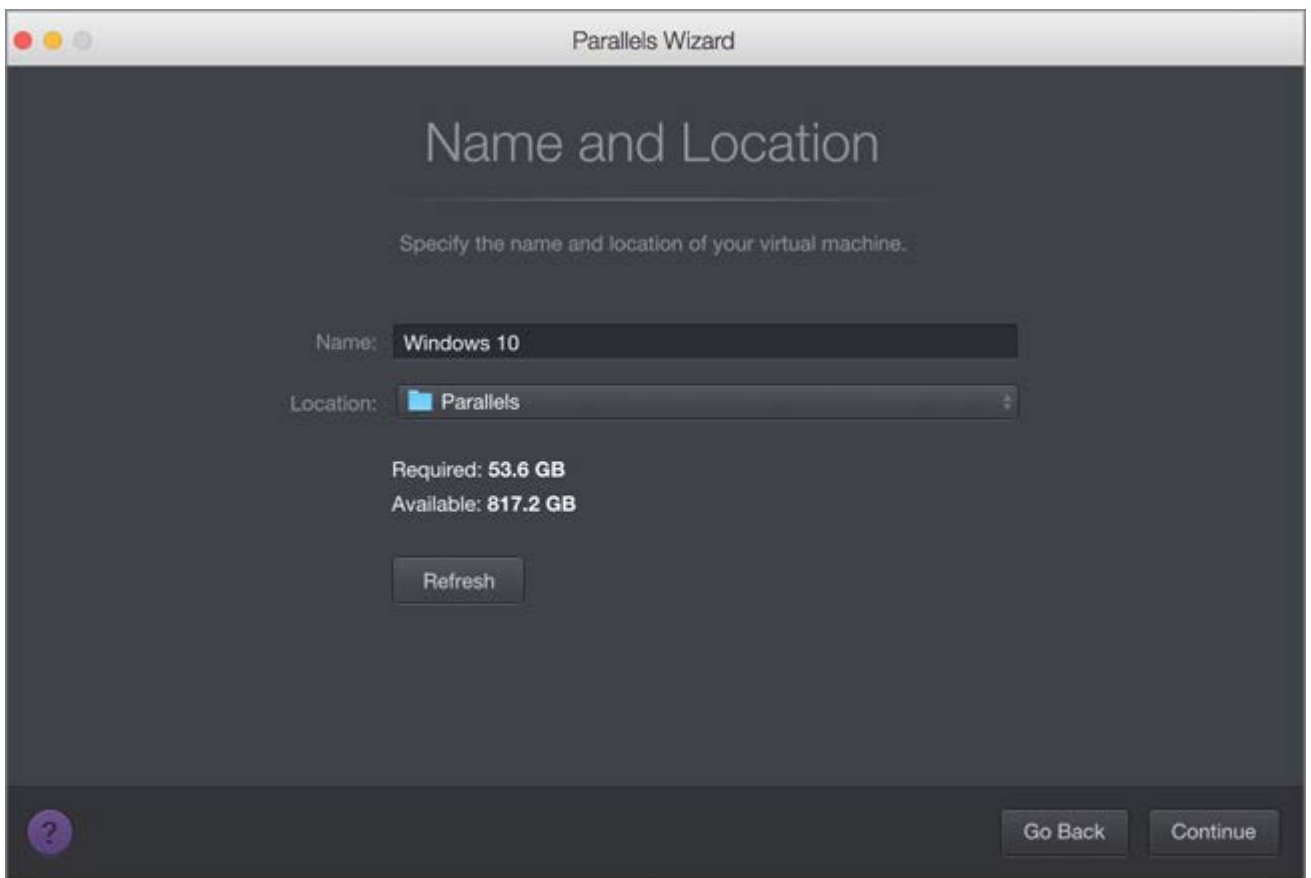 Parallels Wizard
Name and Location
Specify the name and location of your virtual machine.
Name: Windows 10
Location: Parallels
Required: 53.6 GB
Available: 817.2 GB
Refresh
? Go Back Continue